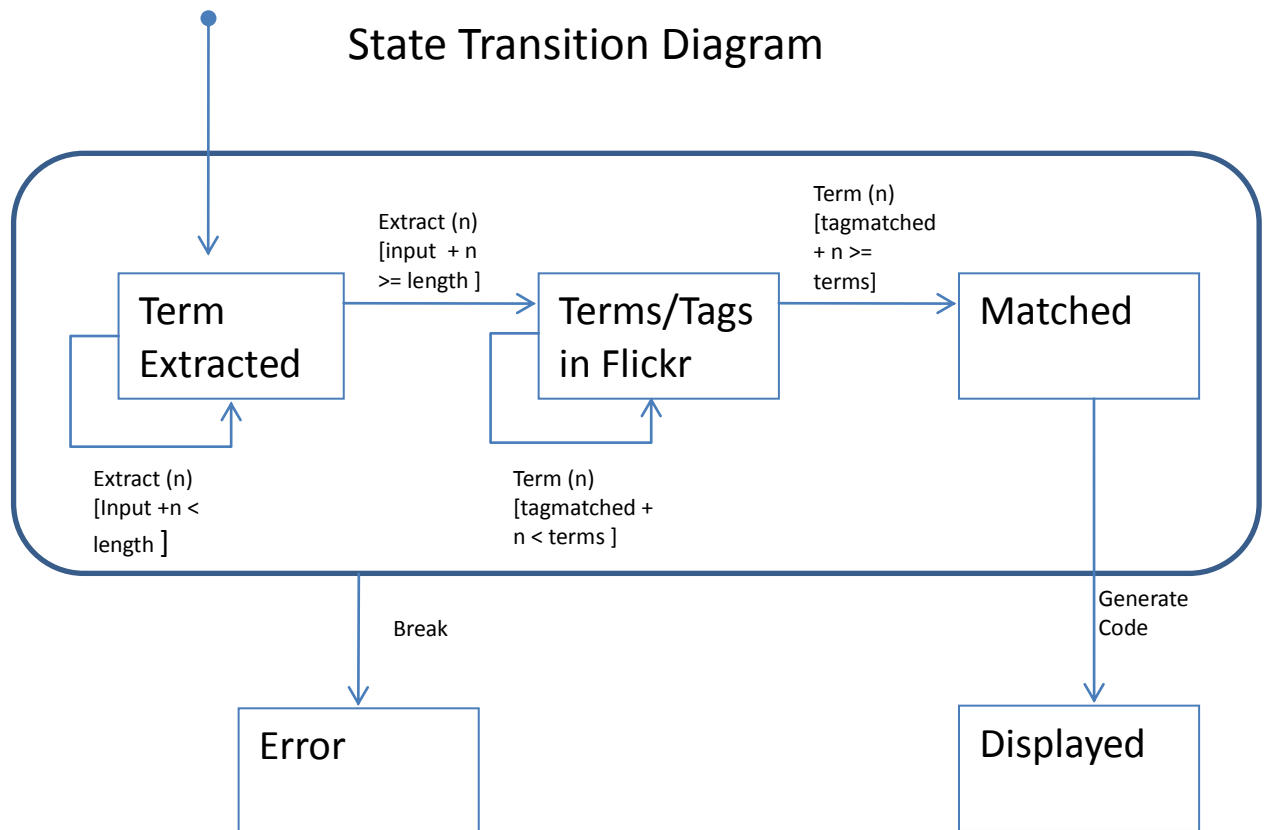 State Transition Diagram
Term (n)
[tagmatched
+ n >=
terms]
Extract (n)
[input + n
>= length ]
Term
Extracted
Terms/Tags
in Flickr
Matched
Extract (n)
[Input +n <
length ]
Term (n)
[tagmatched +
n < terms ]
Generate
Code
Break
Error
Displayed